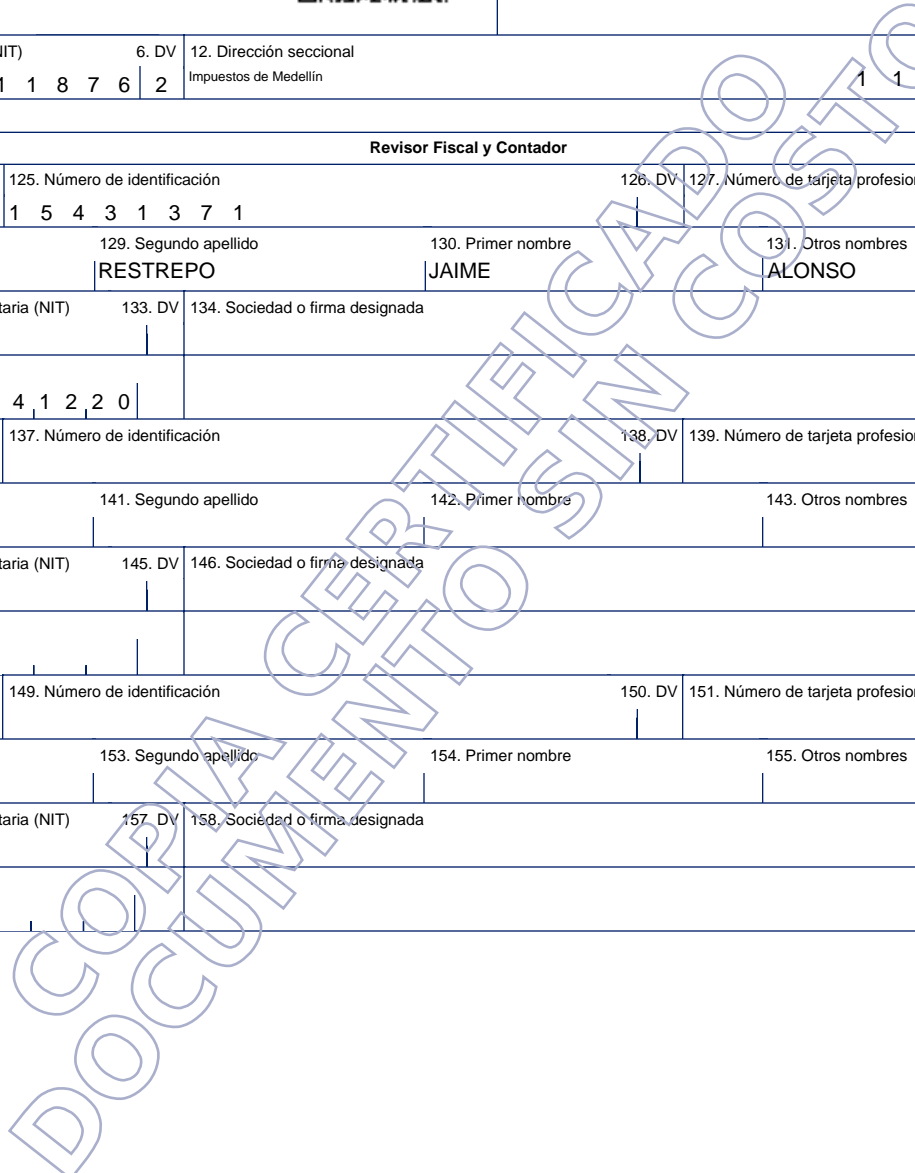 NIT) 6. DV 12. Dirección seccional
1 1 8 7 6 2 Impuestos de Medellín 1 1
Revisor Fiscal y Contador
125. Número de identificación 126. DV 127. Número de tarjeta profesion
1 5 4 3 1 3 7 1
129. Segundo apellido 130. Primer nombre 131. Otros nombres
RESTREPO JAIME ALONSO
taria (NIT) 133. DV 134. Sociedad o firma designada
4 1 2 2 0
137. Número de identificación 138. DV 139. Número de tarjeta profesion
141. Segundo apellido 142. Primer nombre 143. Otros nombres
taria (NIT) 145. DV 146. Sociedad o firma designada
149. Número de identificación 150. DV 151. Número de tarjeta profesion
153. Segundo apellido 154. Primer nombre 155. Otros nombres
taria (NIT) 157. DV 158. Sociedad o firma designada
COPIA CERTIFICADO
DOCUMENTO SIN COSTO